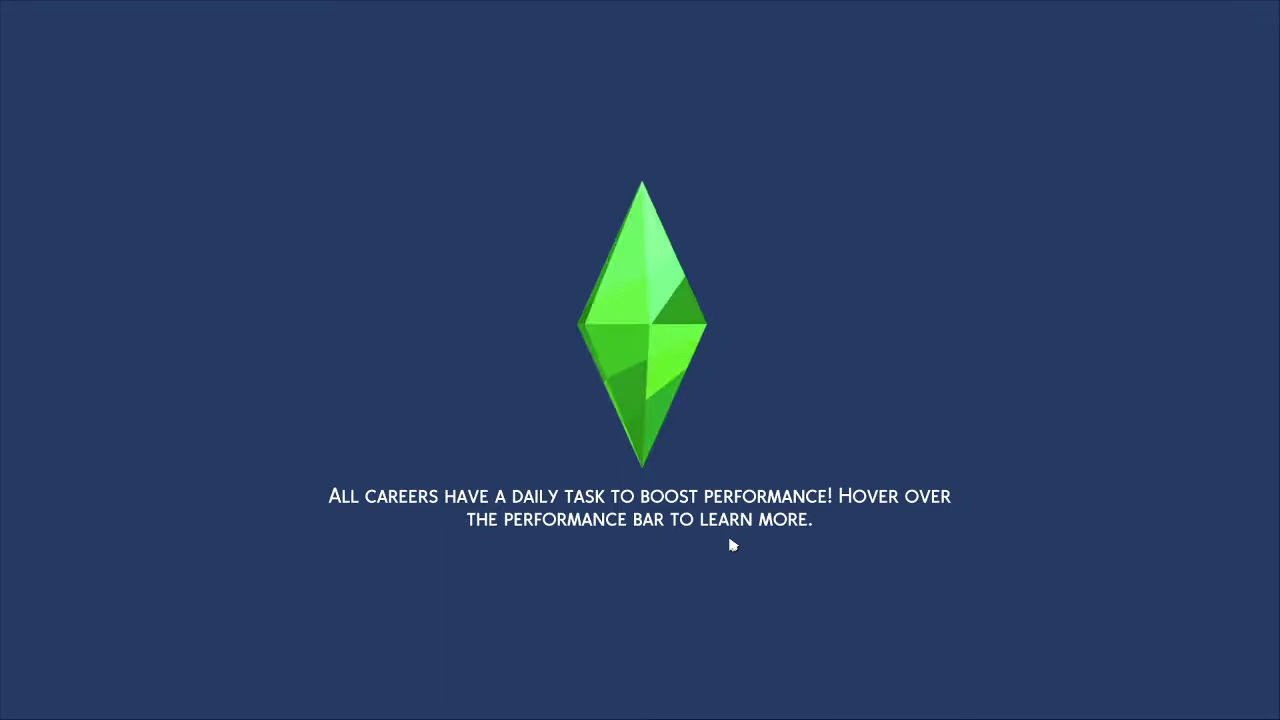 All careers have a daily task to boost performance! Hover over
the performance bar to learn more.